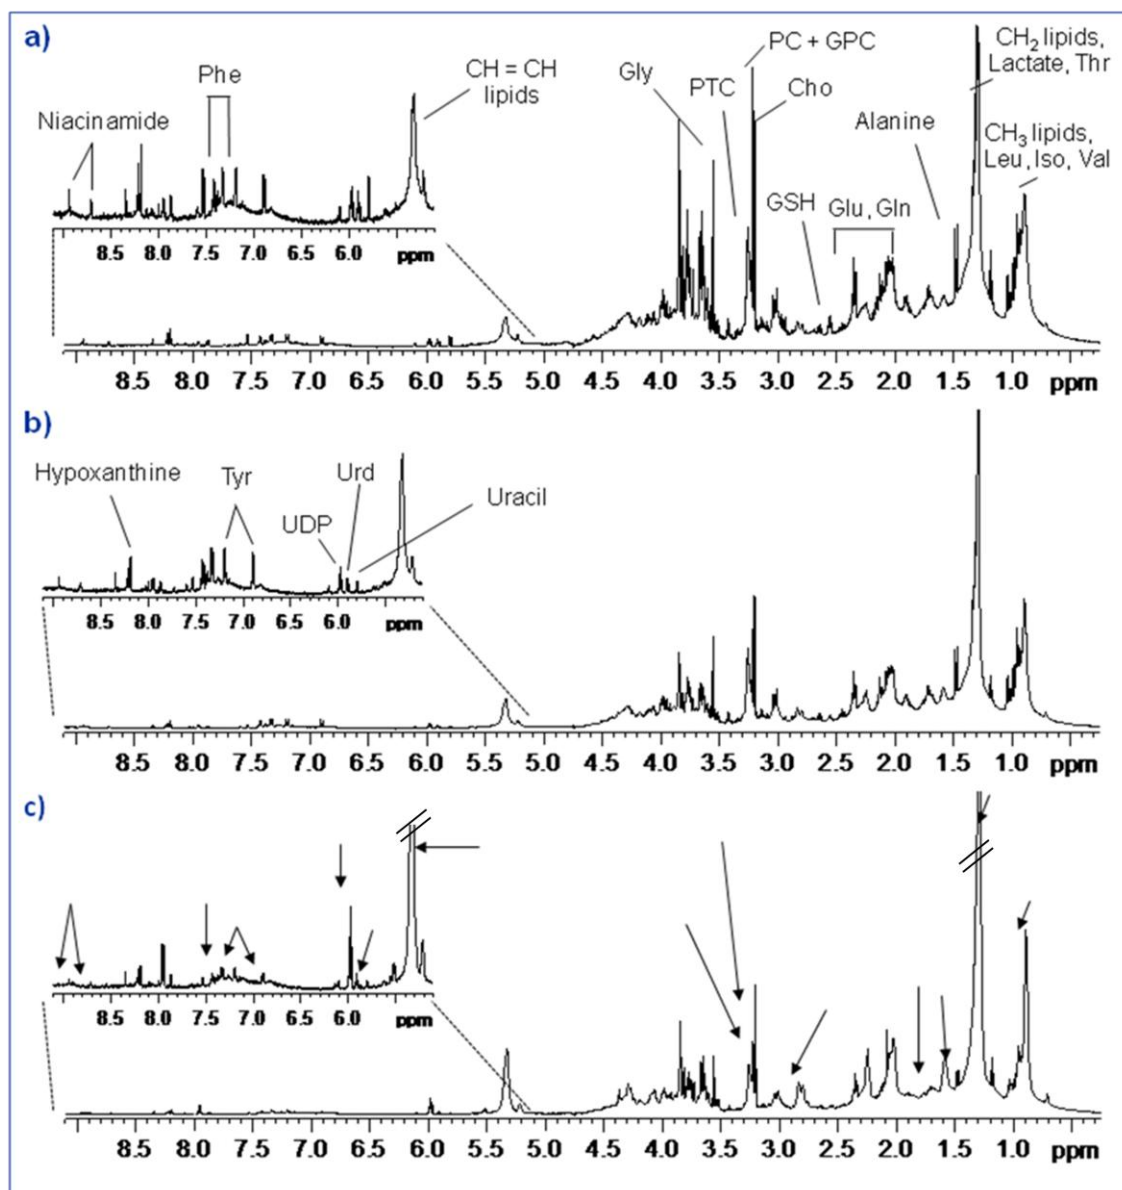 a)
Niacinamide
Phe
CH = CH
lipids
Gly
PTC
PC + GPC
Cho
GSH
Glu, Gln
Alanine
CH2 lipids,
Lactate, Thr
CH3 lipids,
Leu, Iso, Val
8.5 8.0 7.5 7.0 6.5 6.0 ppm
8.5 8.0 7.5 7.0 6.5 6.0 5.5 5.0 4.5 4.0 3.5 3.0 2.5 2.0 1.5 1.0 ppm
b)
Hypoxanthine
Tyr
UDP
Urd
Uracil
8.5 8.0 7.5 7.0 6.5 6.0 ppm
8.5 8.0 7.5 7.0 6.5 6.0 5.5 5.0 4.5 4.0 3.5 3.0 2.5 2.0 1.5 1.0 ppm
c)
8.5 8.0 7.5 7.0 6.5 6.0 ppm
8.5 8.0 7.5 7.0 6.5 6.0 5.5 5.0 4.5 4.0 3.5 3.0 2.5 2.0 1.5 1.0 ppm